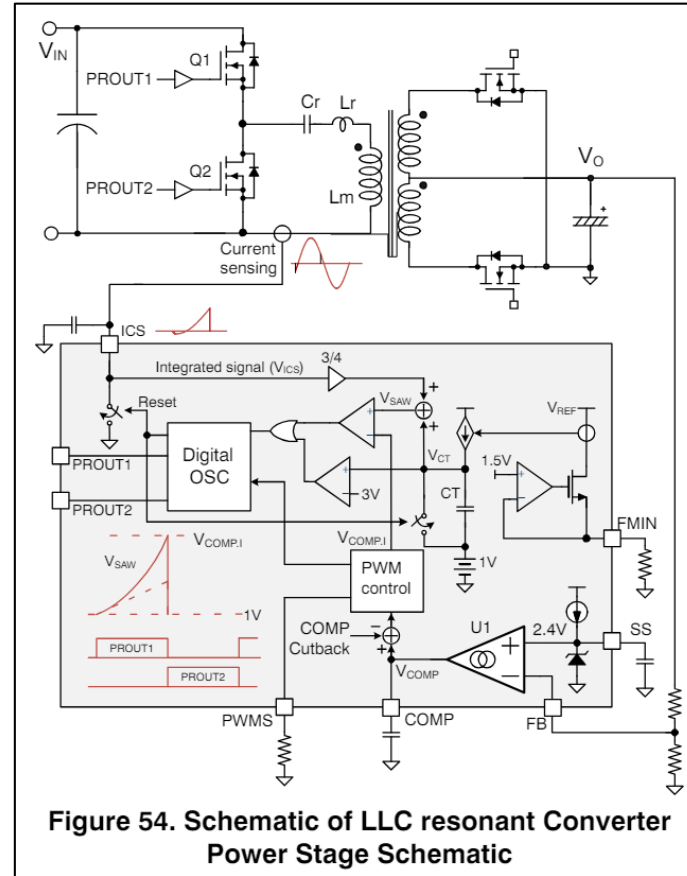 VIN
Q1
PROUT1
Cr Lr
Q2
PROUT2
Lm
VO
+
Current
sensing
ICS
Integrated signal (VICS)
3/4
+
VSAW
+
Reset
VREF
Digital
OSC
+
−
VCT
PROUT1
+
−3V
CT
1.5V
+
−
PROUT2
FMIN
VCOMP.I
VCOMP.I
VSAW
PWM
control
1V
1V
COMP
Cutback
−
+
U1
2.4V
+
−
SS
PROUT1
PROUT2
VCOMP
PWMS
COMP
FB
Figure 54. Schematic of LLC resonant Converter
Power Stage Schematic